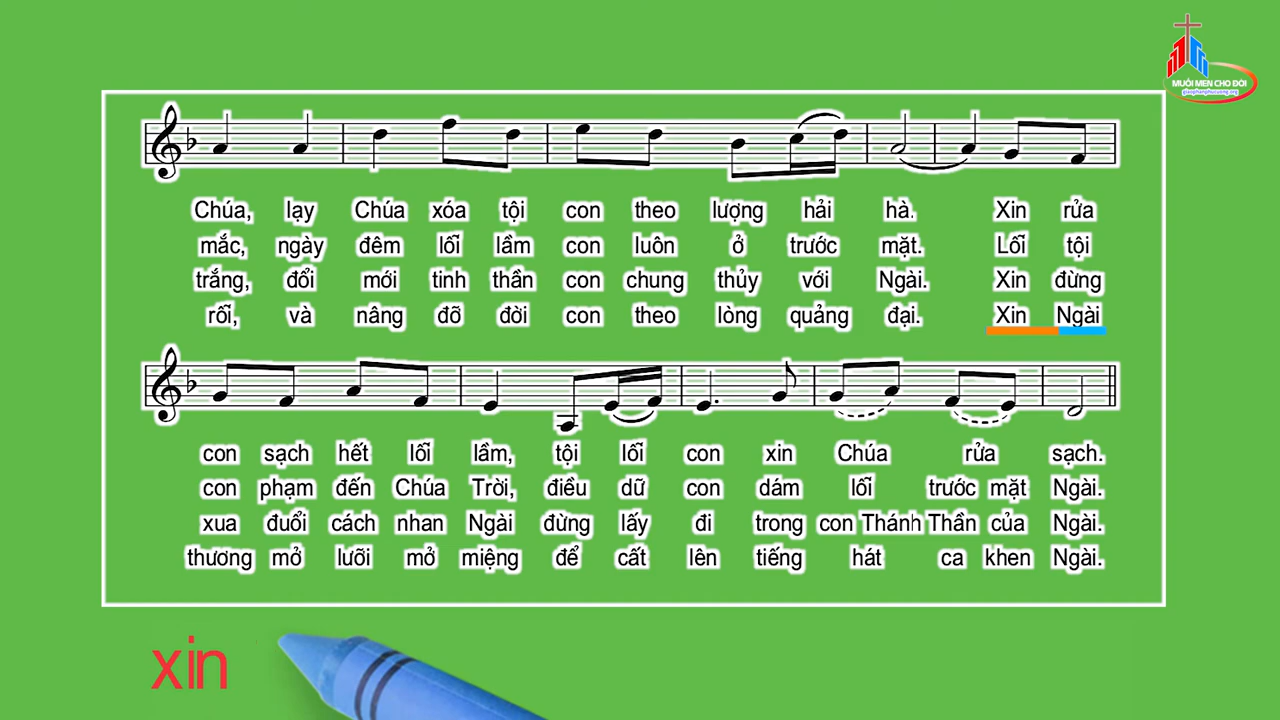 MUỐI MEN CHO ĐỜI
giaophanphucuong.org
Chúa, lạy Chúa xóa tội con theo lượng hải hà. Xin rửa
mắc, ngày đêm lỗi lầm con luôn ở trước mặt. Lỗi tội
trắng, đổi mới tinh thần con chung thủy với Ngài. Xin đừng
rỗi, và nâng đỡ đời con theo lòng quảng đại. Xin Ngài
con sạch hết lỗi lầm, tội lỗi con xin Chúa rửa sạch.
con phạm đến Chúa Trời, điều dữ con dám lỗi trước mặt Ngài.
xua đuổi cách nhan Ngài đừng lấy đi trong con Thánh Thần của Ngài.
thương mở lưỡi mở miệng để cất lên tiếng hát ca khen Ngài.
xin